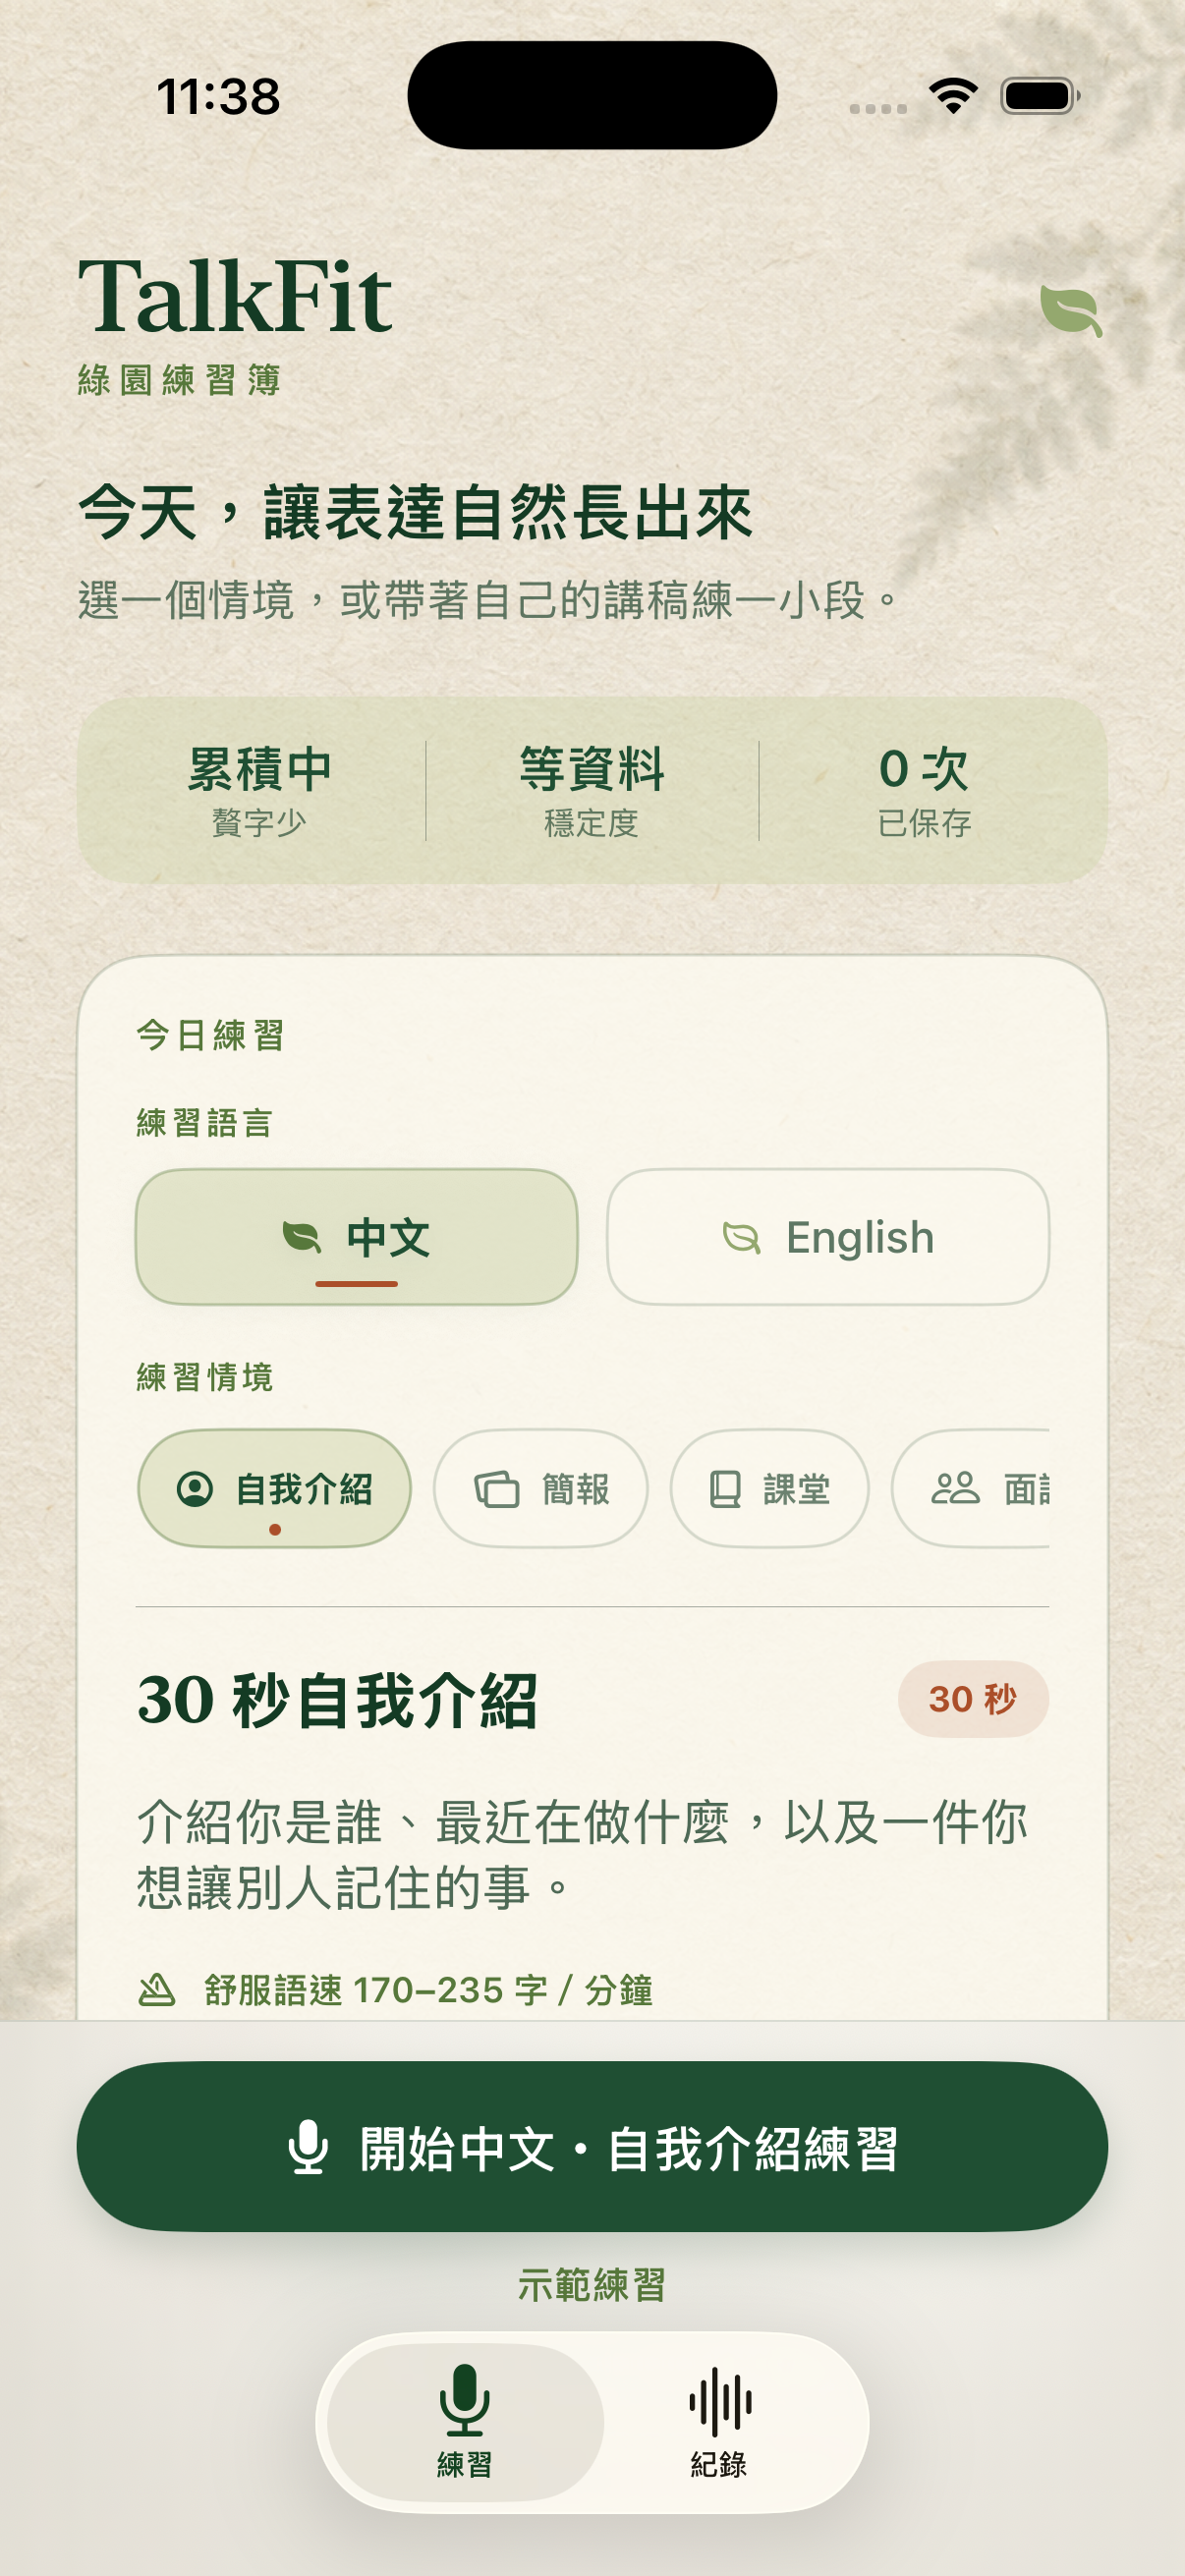 11:38
TalkFit
綠園練習簿
今天，讓表達自然長出來
選一個情境，或帶著自己的講稿練一小段。
累積中
贅字少
等資料
穩定度
0 次
已保存
今日練習
練習語言
中文
English
練習情境
自我介紹
簡報
課堂
面
30 秒自我介紹
30 秒
介紹你是誰、最近在做什麼，以及一件你
想讓別人記住的事。
舒服語速 170–235 字 / 分鐘
開始中文・自我介紹練習
示範練習
練習
紀錄